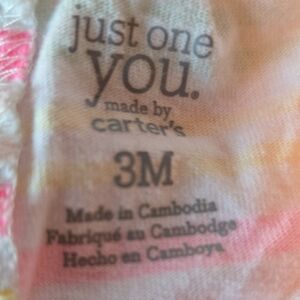 just one
you.
made by
carter's
3M
Made in Cambodia
Fabriqué au Cambodge
Hecho en Camboya